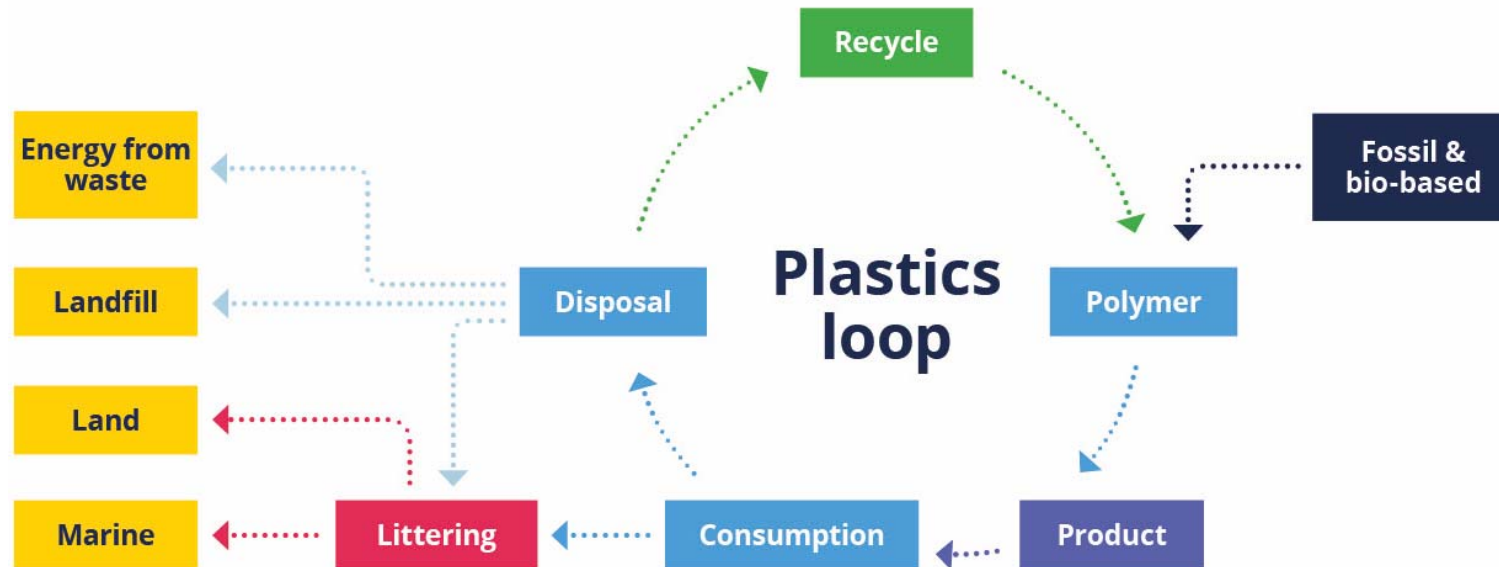 Recycle
Energy from
waste
Fossil &
bio-based
Plastics
loop
Landfill
Disposal
Polymer
Land
Marine
Littering
Consumption
Product